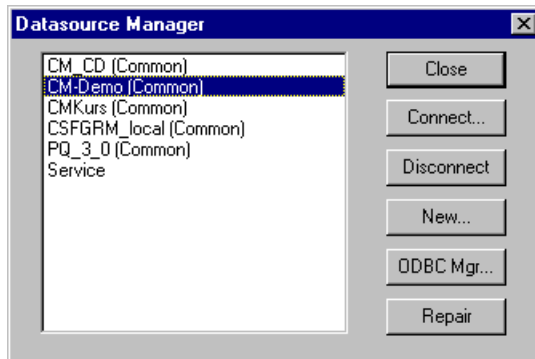 Datasource Manager
CM_CD (Common)
CM-Demo (Common)
CMKurs (Common)
CSFGRM_local (Common)
PQ_3_0 (Common)
Service
Close
Connect...
Disconnect
New...
ODBC Mgr...
Repair